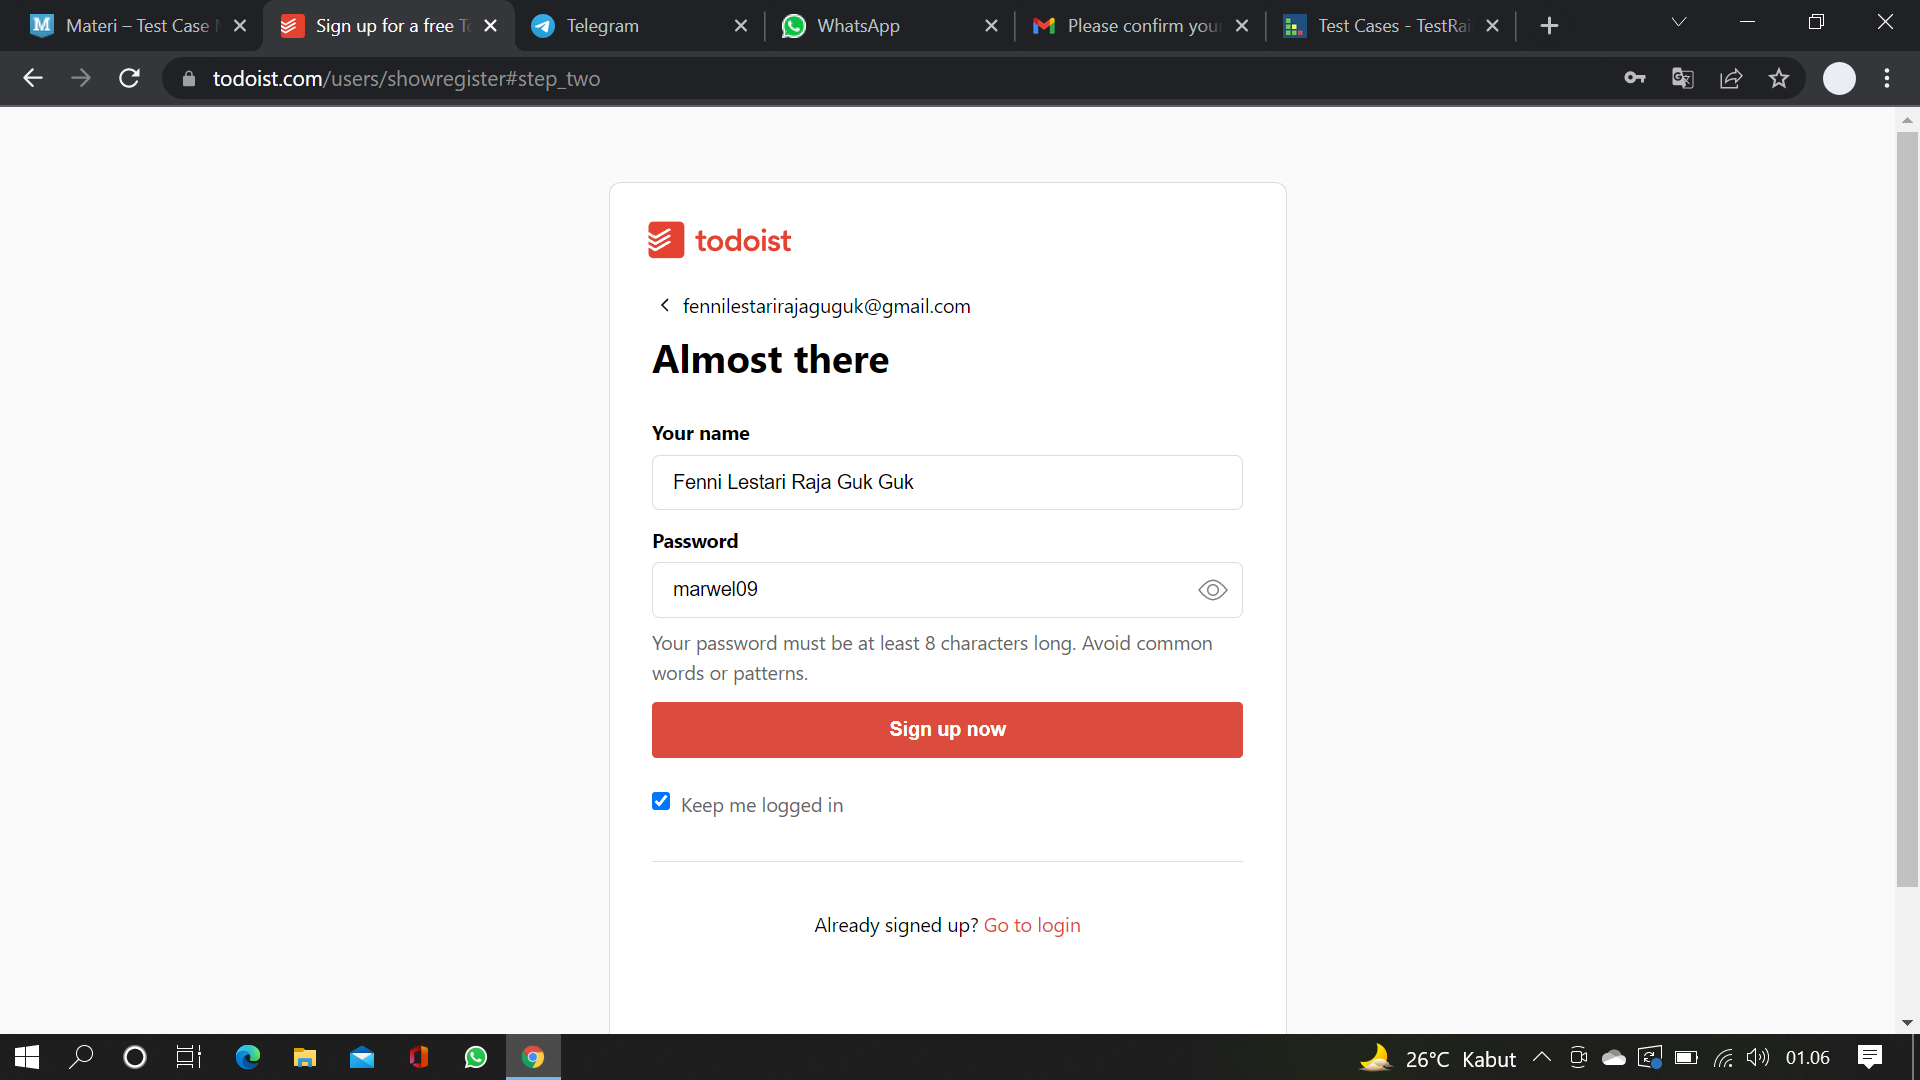 Materi – Test Case
Sign up for a free To
Telegram
WhatsApp
Please confirm your
Test Cases - TestRail
todoist.com/users/showregister#step_two
todoist
fennilestarirajaguguk@gmail.com
Almost there
Your name
Fenni Lestari Raja Guk Guk
Password
marwel09
Your password must be at least 8 characters long. Avoid common
words or patterns.
Sign up now
Keep me logged in
Already signed up? Go to login
26°C Kabut
01.06